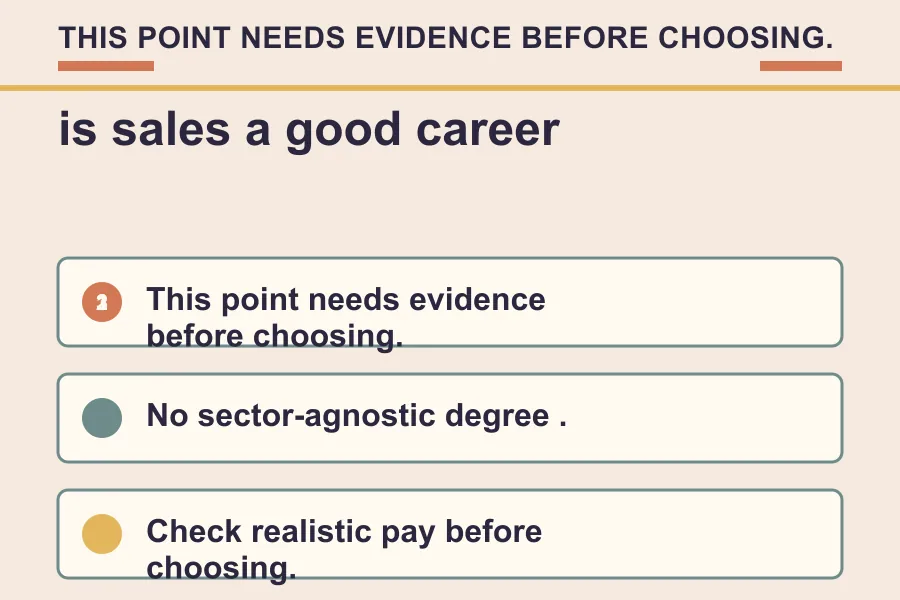 THIS POINT NEEDS EVIDENCE BEFORE CHOOSING.
is sales a good career
This point needs evidence
before choosing.
No sector-agnostic degree .
Check realistic pay before
choosing.